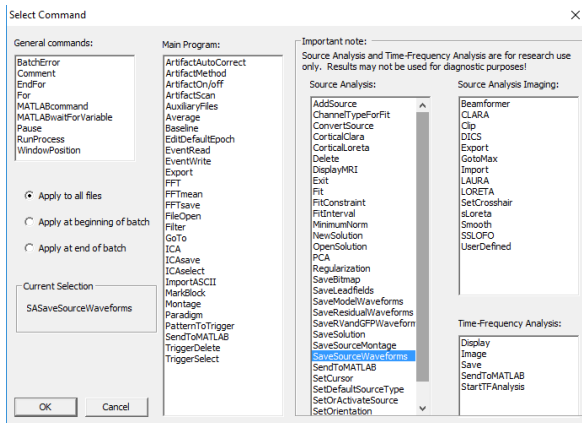 Select Command
General commands:
BatchError
Comment
EndFor
For
MATLABcommand
MATLABwaitForVariable
Pause
RunProcess
WindowPosition
Apply to all files
Apply at beginning of batch
Apply at end of batch
Current Selection
SASaveSourceWaveforms
OK
Cancel
Main Program:
ArtifactAutoCorrect
ArtifactMethod
ArtifactOn/off
ArtifactScan
AuxiliaryFiles
Average
Baseline
EditDefaultEpoch
EventRead
EventWrite
Export
FFT
FFTmean
FFTsave
FileOpen
Filter
GoTo
ICA
ICAsave
ICAselect
ImportASCII
MarkBlock
Montage
Paradigm
PatternToTrigger
SendToMATLAB
TriggerDelete
TriggerSelect
Important note:
Source Analysis and Time-Frequency Analysis are for research use
only. Results may not be used for diagnostic purposes!
Source Analysis:
AddSource
ChannelTypeForFit
ConvertSource
CorticalClara
CorticalLoreta
Delete
DisplayMRI
Exit
Fit
FitConstraint
FitInterval
MinimumNorm
NewSolution
OpenSolution
PCA
Regularization
SaveBitmap
SaveLeadfields
SaveModelWaveforms
SaveResidualWaveforms
SaveRVandGFPWaveform
SaveSolution
SaveSourceMontage
SaveSourceWaveforms
SendToMATLAB
SetCursor
SetDefaultSourceType
SetOrActivateSource
SetOrientation
Source Analysis Imaging:
Beamformer
CLARA
Clip
DICS
Export
GotoMax
Import
LAURA
LORETA
SetCrosshair
sLoreta
Smooth
SSLOFO
UserDefined
Time-Frequency Analysis:
Display
Image
Save
SendToMATLAB
StartTFAnalysis